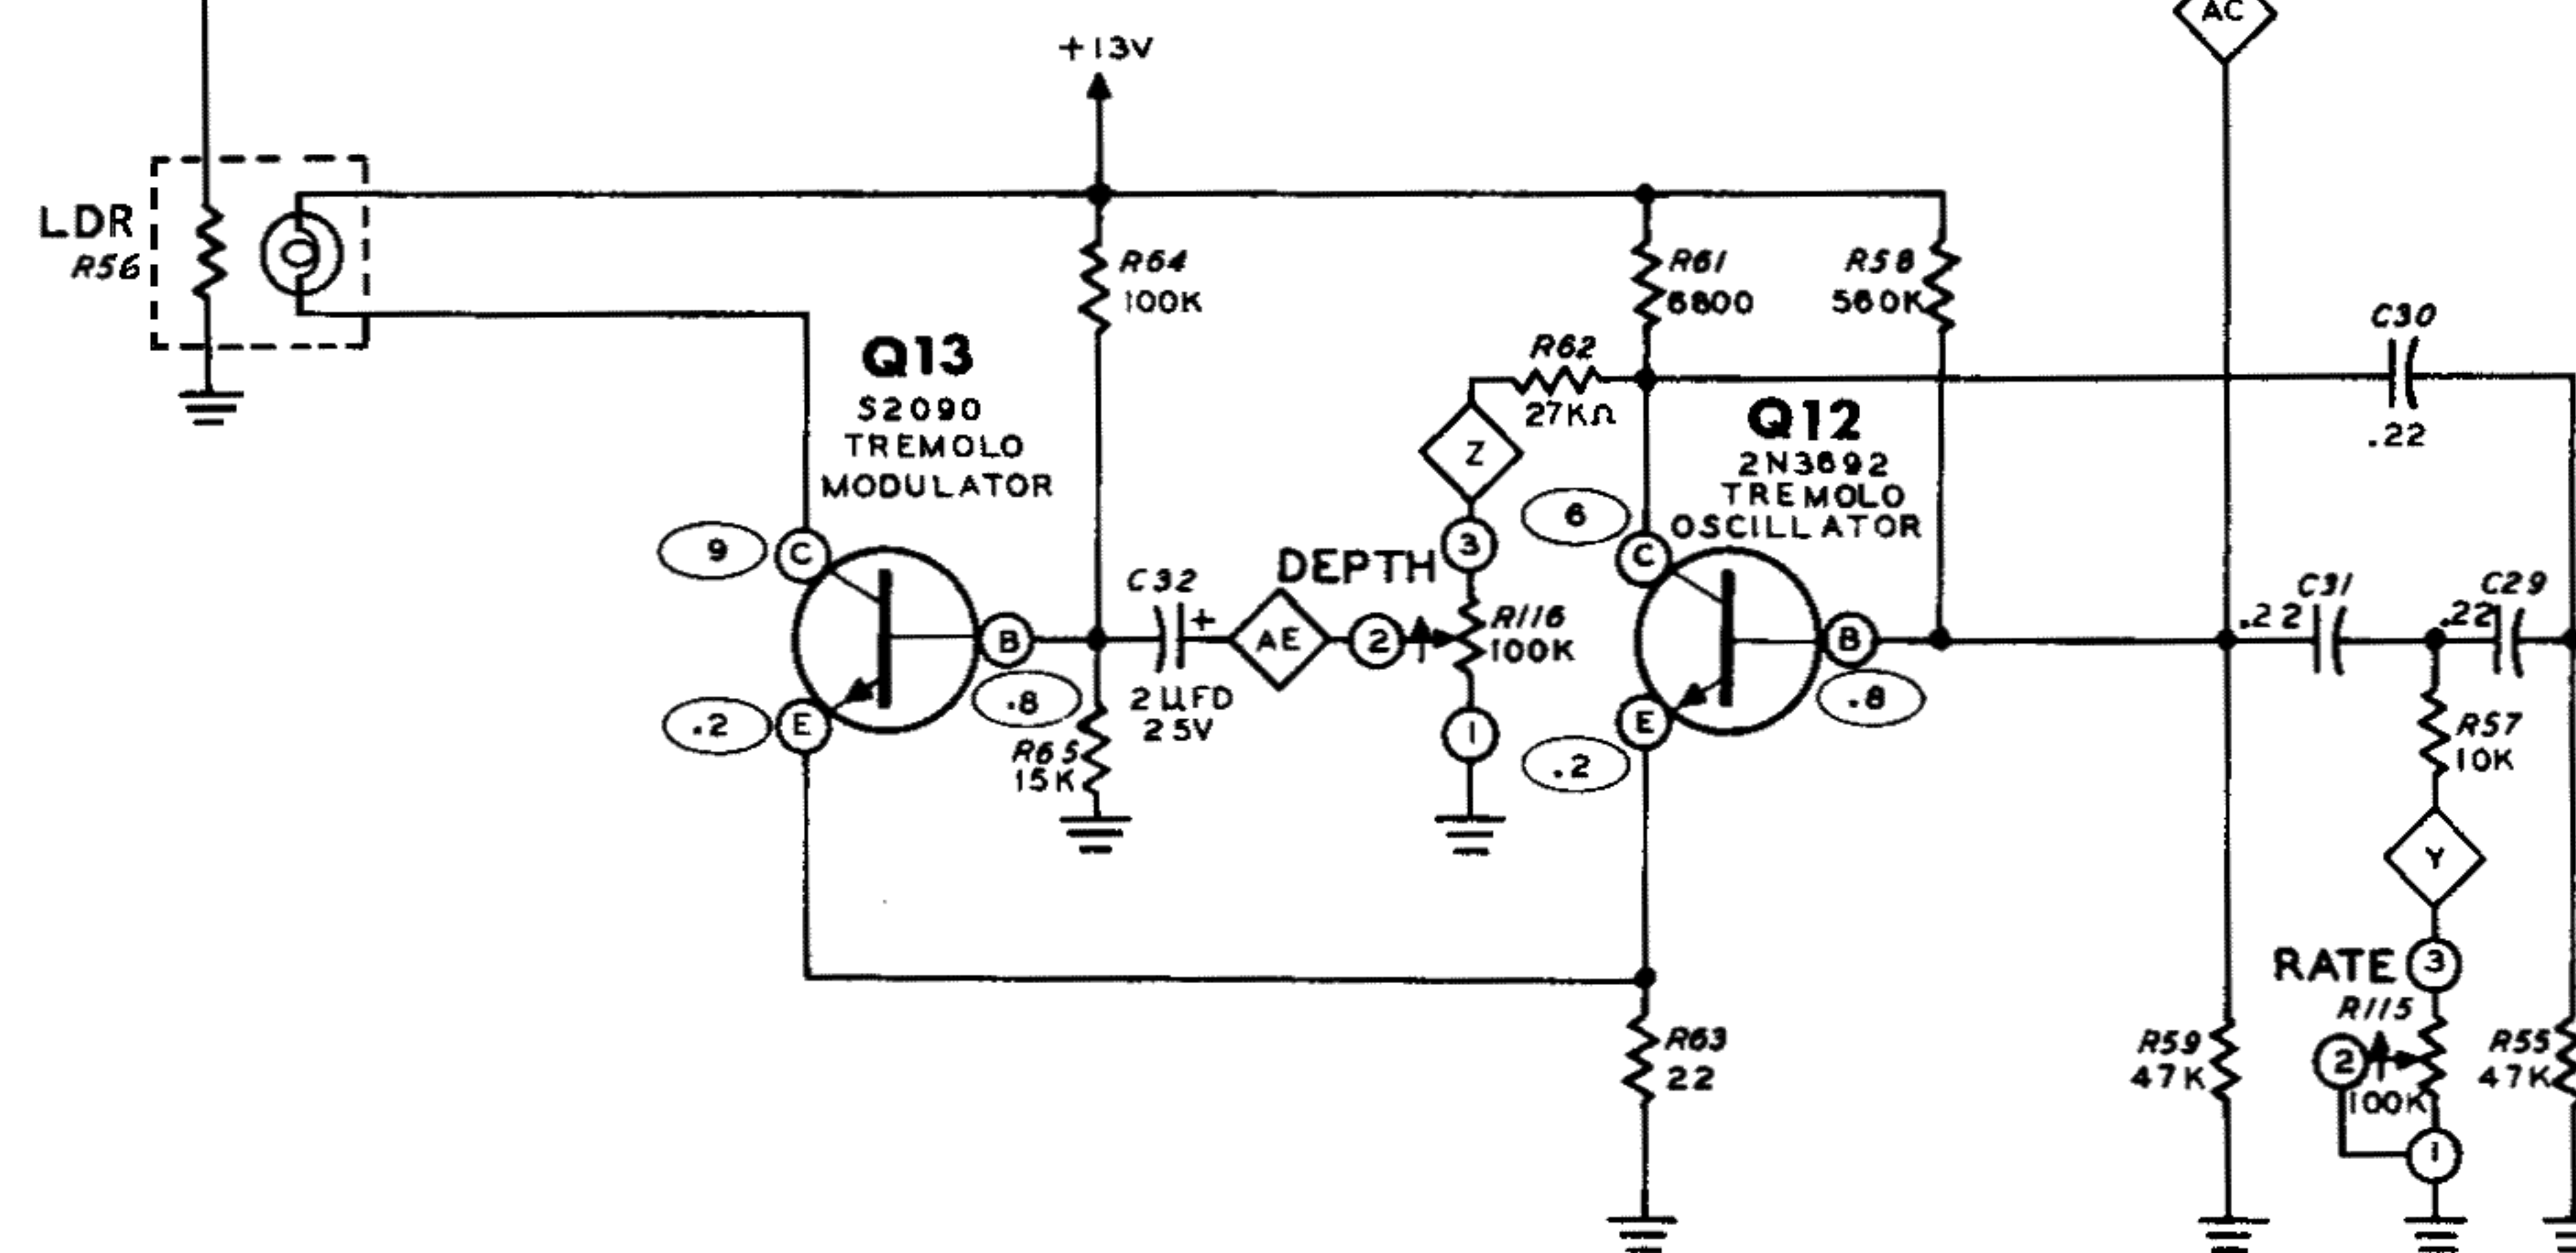 AC
+13V
LDR
R56
R64
100K
R61
6800
R58
560K
C30
.22
Q13
S2090
TREMOLO
MODULATOR
R62
27KΩ
Z
Q12
2N3692
TREMOLO
OSCILLATOR
9
C
6
C
DEPTH
3
C32
+
AE
2
R116
100K
B
.8
2 µFD
25V
B
.8
C31
.22
C29
.22
.2
E
R65
15K
1
E
.2
R57
10K
Y
RATE
3
R115
2
100K
1
R63
22
R59
47K
R55
47K